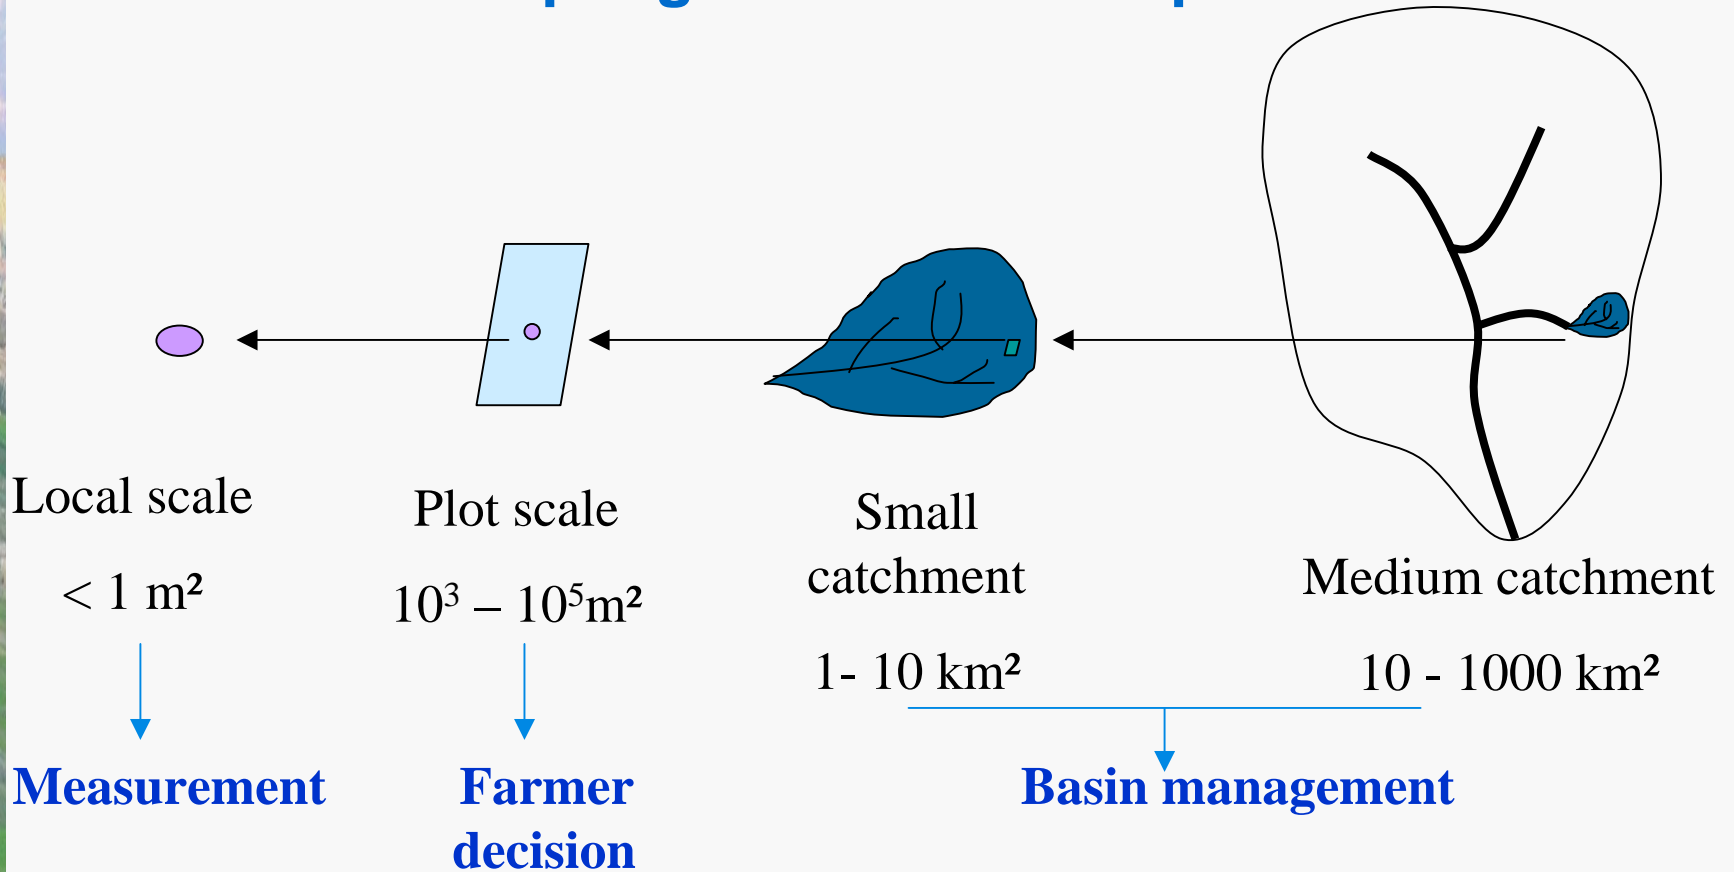 Local scale
< 1 m²
Measurement
Plot scale
10³ – 10⁵m²
Farmer
decision
Small
catchment
1- 10 km²
Medium catchment
10 - 1000 km²
Basin management